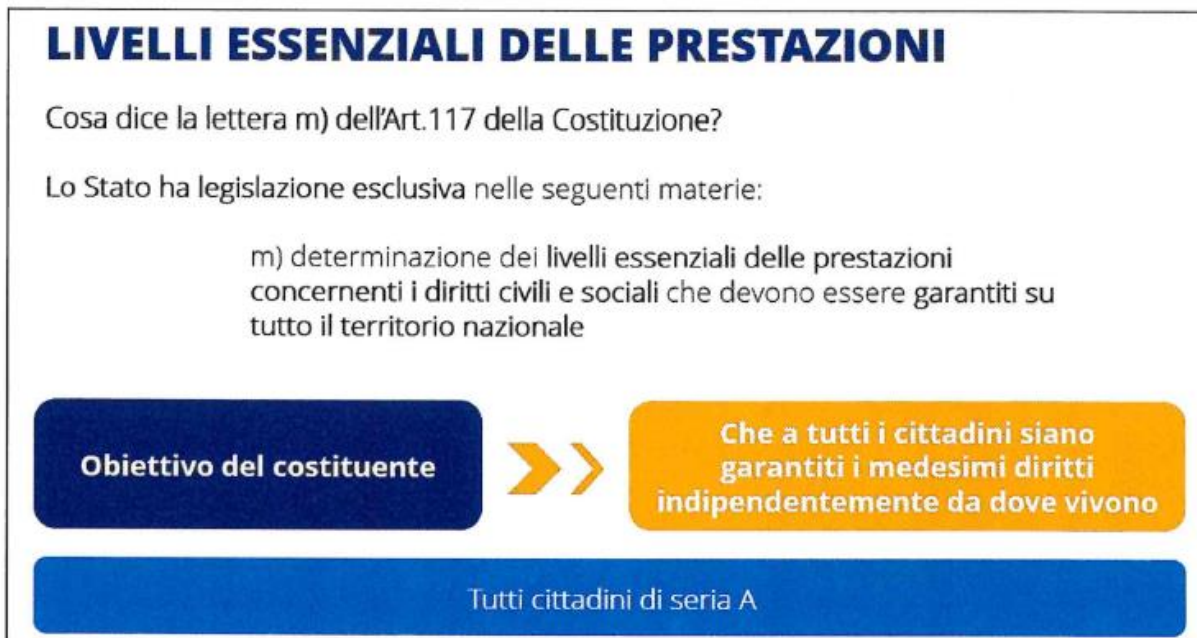 LIVELLI ESSENZIALI DELLE PRESTAZIONI
Cosa dice la lettera m) dell'Art.117 della Costituzione?
Lo Stato ha legislazione esclusiva nelle seguenti materie:
m) determinazione dei livelli essenziali delle prestazioni
concernenti i diritti civili e sociali che devono essere garantiti su
tutto il territorio nazionale
Obiettivo del costituente
Che a tutti i cittadini siano
garantiti i medesimi diritti
indipendentemente da dove vivono
Tutti cittadini di seria A